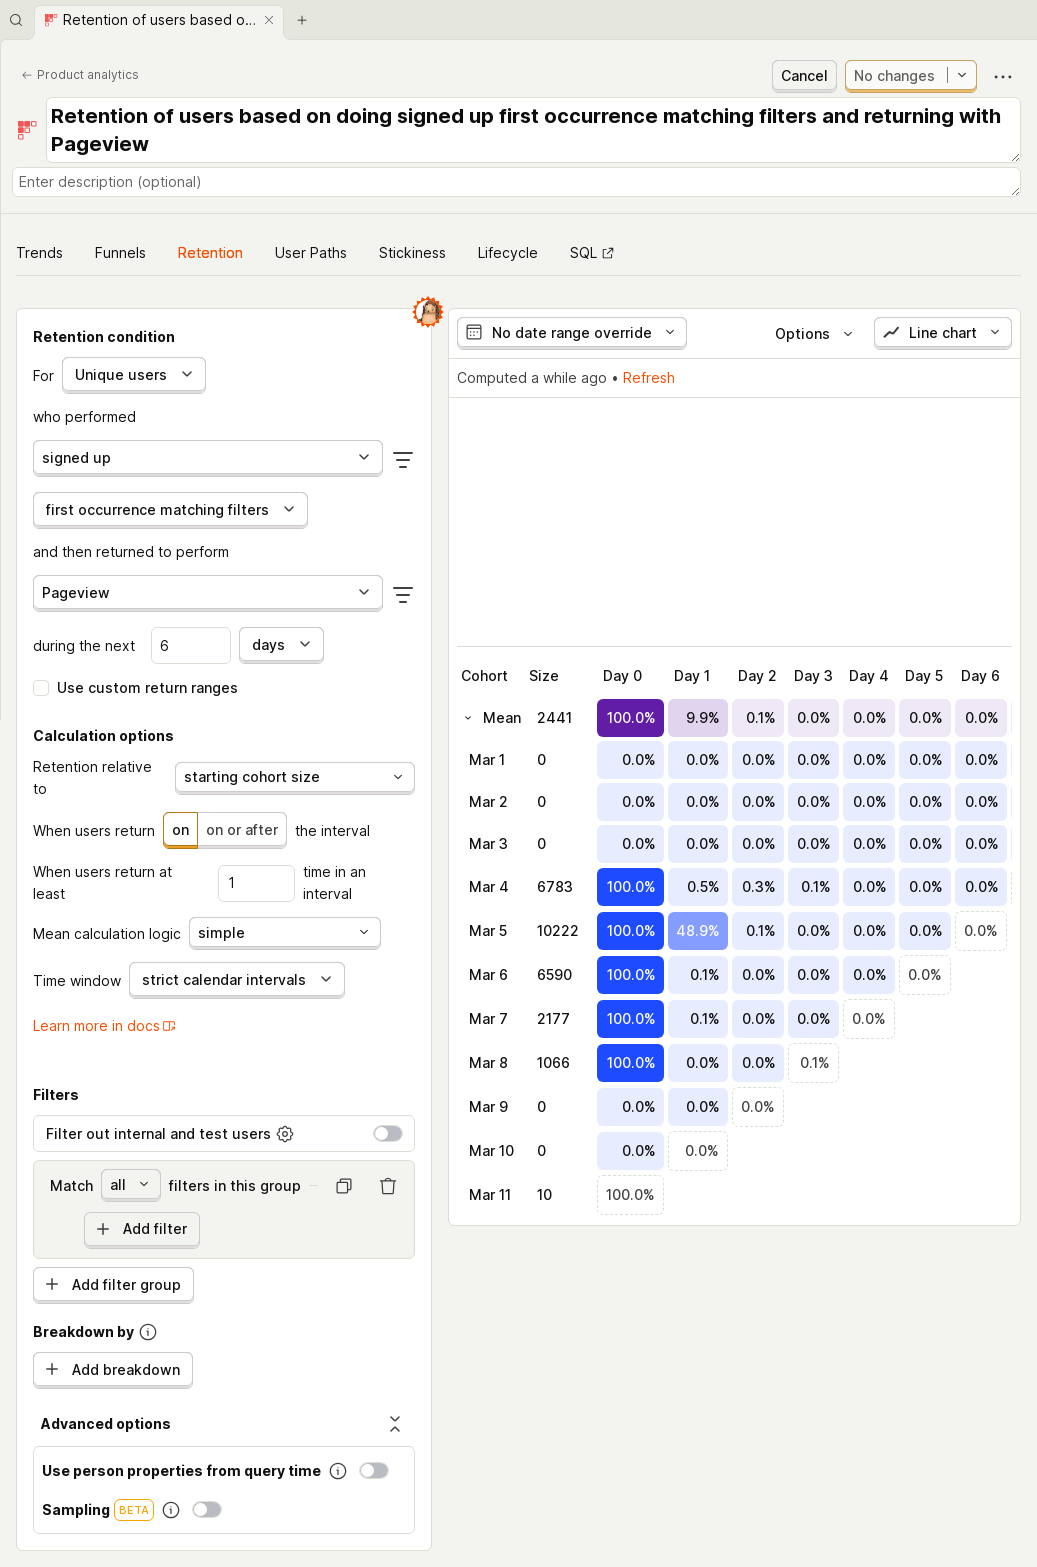 Retention of users based o...
Product analytics
Cancel
No changes
Retention of users based on doing signed up first occurrence matching filters and returning with
Pageview
Enter description (optional)
Trends
Funnels
Retention
User Paths
Stickiness
Lifecycle
SQL
Retention condition
For Unique users
who performed
signed up
first occurrence matching filters
and then returned to perform
Pageview
during the next 6 days
Use custom return ranges
Calculation options
Retention relative
to
starting cohort size
When users return on on or after the interval
When users return at
least
1
time in an
interval
Mean calculation logic simple
Time window strict calendar intervals
Learn more in docs
Filters
Filter out internal and test users
Match all filters in this group
Add filter
Add filter group
Breakdown by
Add breakdown
Advanced options
Use person properties from query time
Sampling BETA
No date range override
Options
Line chart
Computed a while ago • Refresh
Cohort Size Day 0 Day 1 Day 2 Day 3 Day 4 Day 5 Day 6
Mean 2441 100.0% 9.9% 0.1% 0.0% 0.0% 0.0% 0.0%
Mar 1 0 0.0% 0.0% 0.0% 0.0% 0.0% 0.0% 0.0%
Mar 2 0 0.0% 0.0% 0.0% 0.0% 0.0% 0.0% 0.0%
Mar 3 0 0.0% 0.0% 0.0% 0.0% 0.0% 0.0% 0.0%
Mar 4 6783 100.0% 0.5% 0.3% 0.1% 0.0% 0.0% 0.0%
Mar 5 10222 100.0% 48.9% 0.1% 0.0% 0.0% 0.0% 0.0%
Mar 6 6590 100.0% 0.1% 0.0% 0.0% 0.0% 0.0%
Mar 7 2177 100.0% 0.1% 0.0% 0.0% 0.0%
Mar 8 1066 100.0% 0.0% 0.0% 0.1%
Mar 9 0 0.0% 0.0% 0.0%
Mar 10 0 0.0% 0.0%
Mar 11 10 100.0%